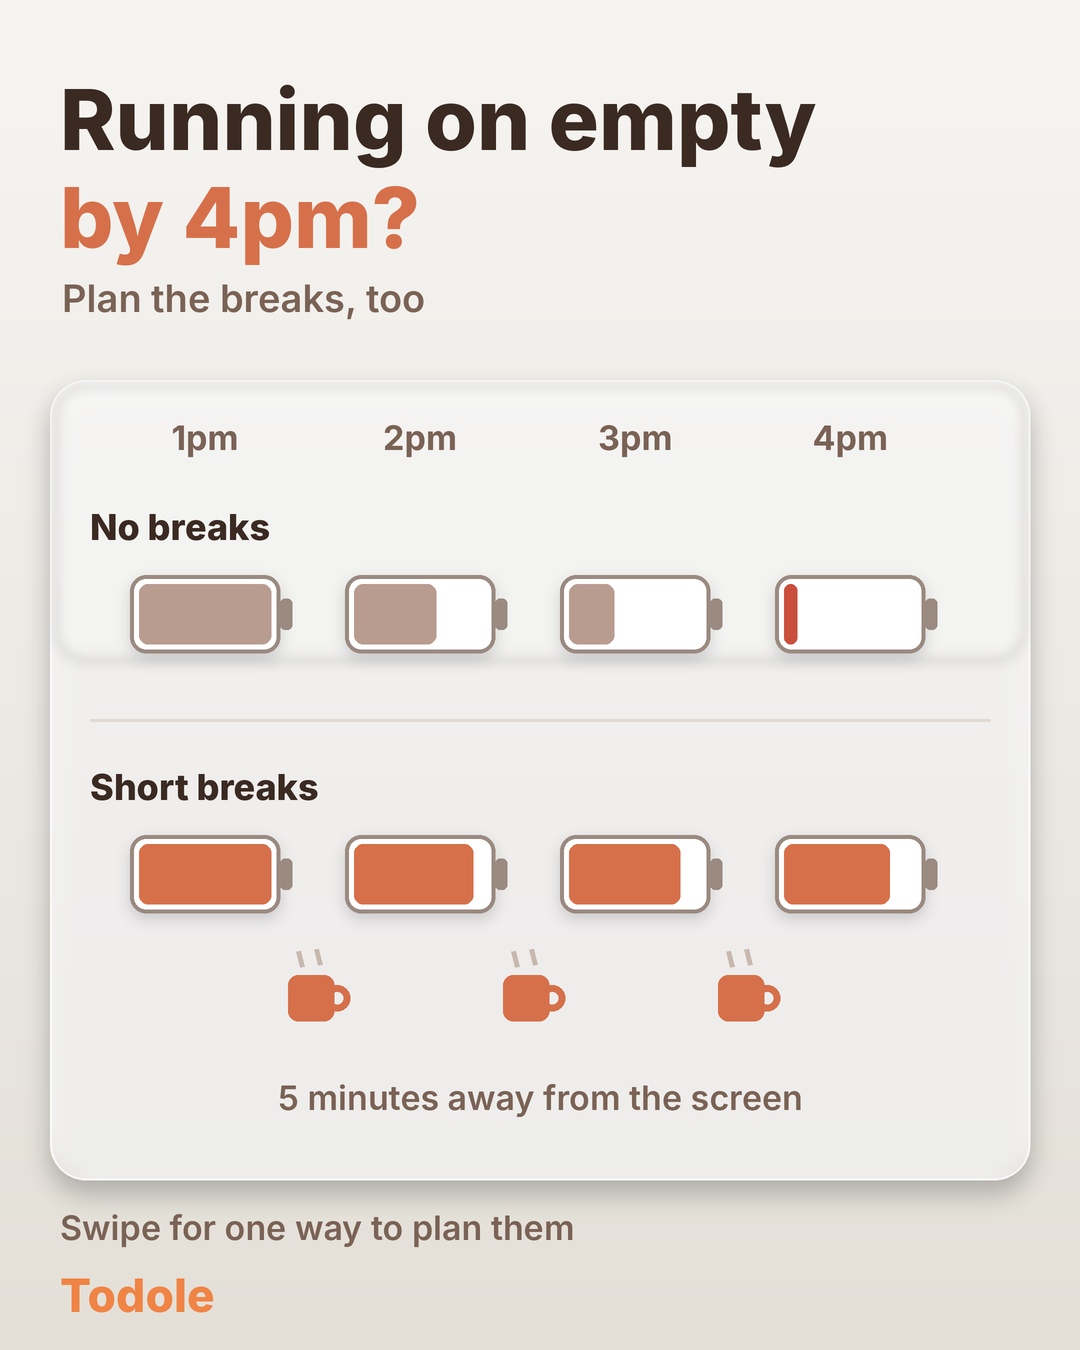 Running on empty
by 4pm?
Plan the breaks, too
1pm 2pm 3pm 4pm
No breaks
Short breaks
5 minutes away from the screen
Swipe for one way to plan them
Todole